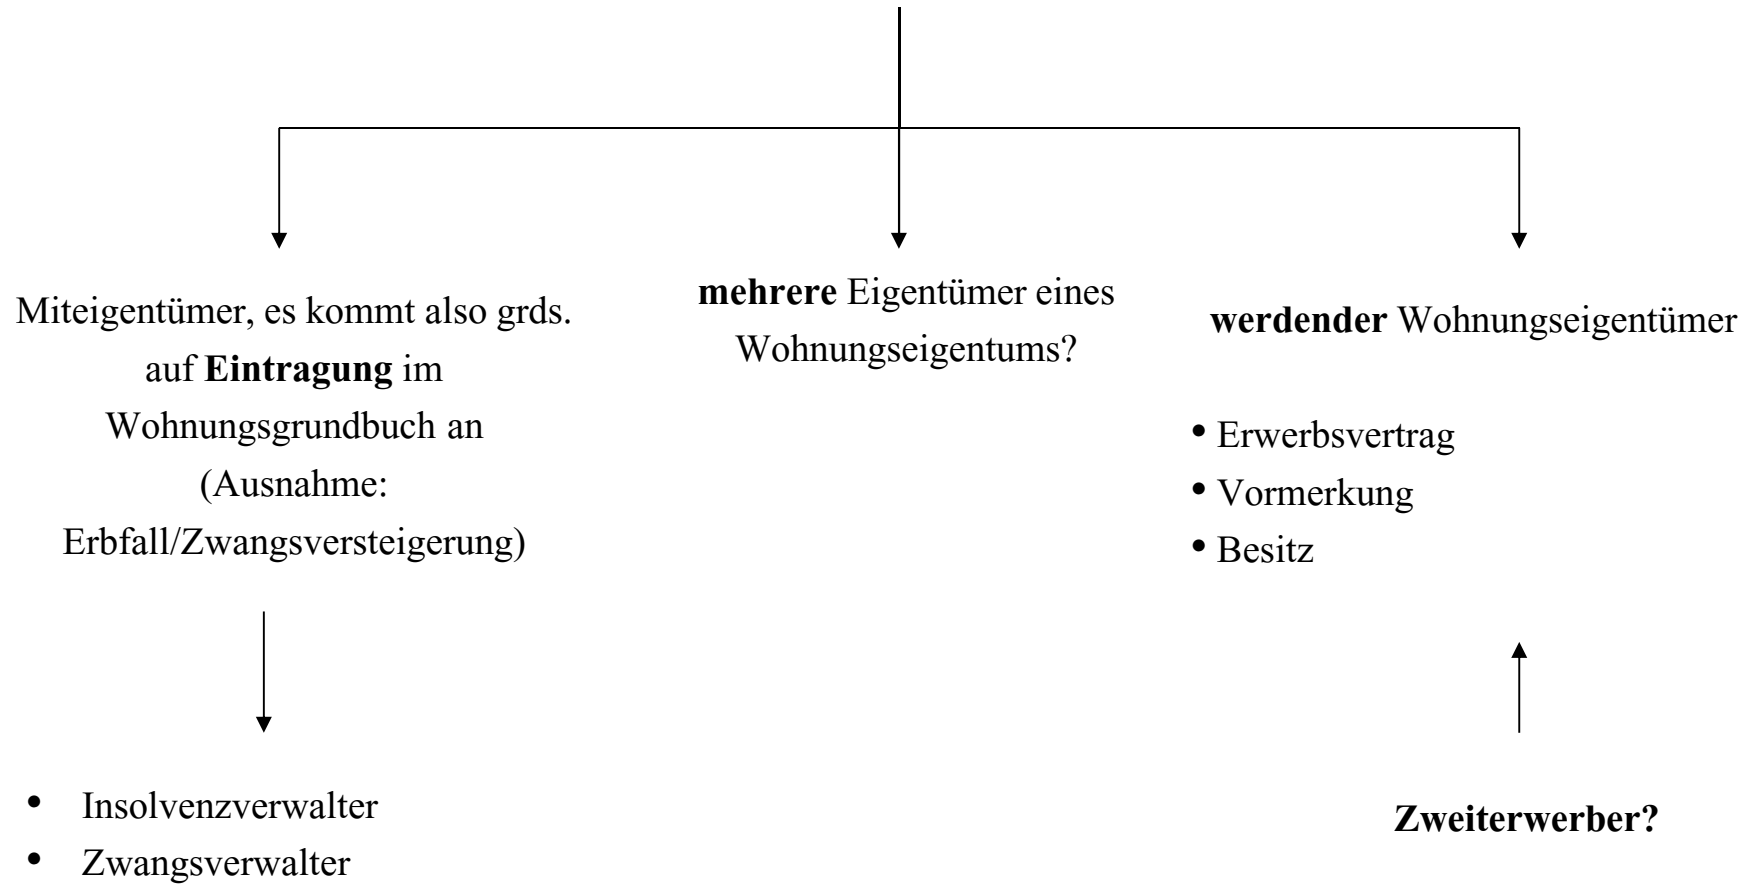 Miteigentümer, es kommt also grds.
auf Eintragung im
Wohnungsgrundbuch an
(Ausnahme:
Erbfall/Zwangsversteigerung)
• Insolvenzverwalter
• Zwangsverwalter
mehrere Eigentümer eines
Wohnungseigentums?
werdender Wohnungseigentümer
• Erwerbsvertrag
• Vormerkung
• Besitz
Zweiterwerber?